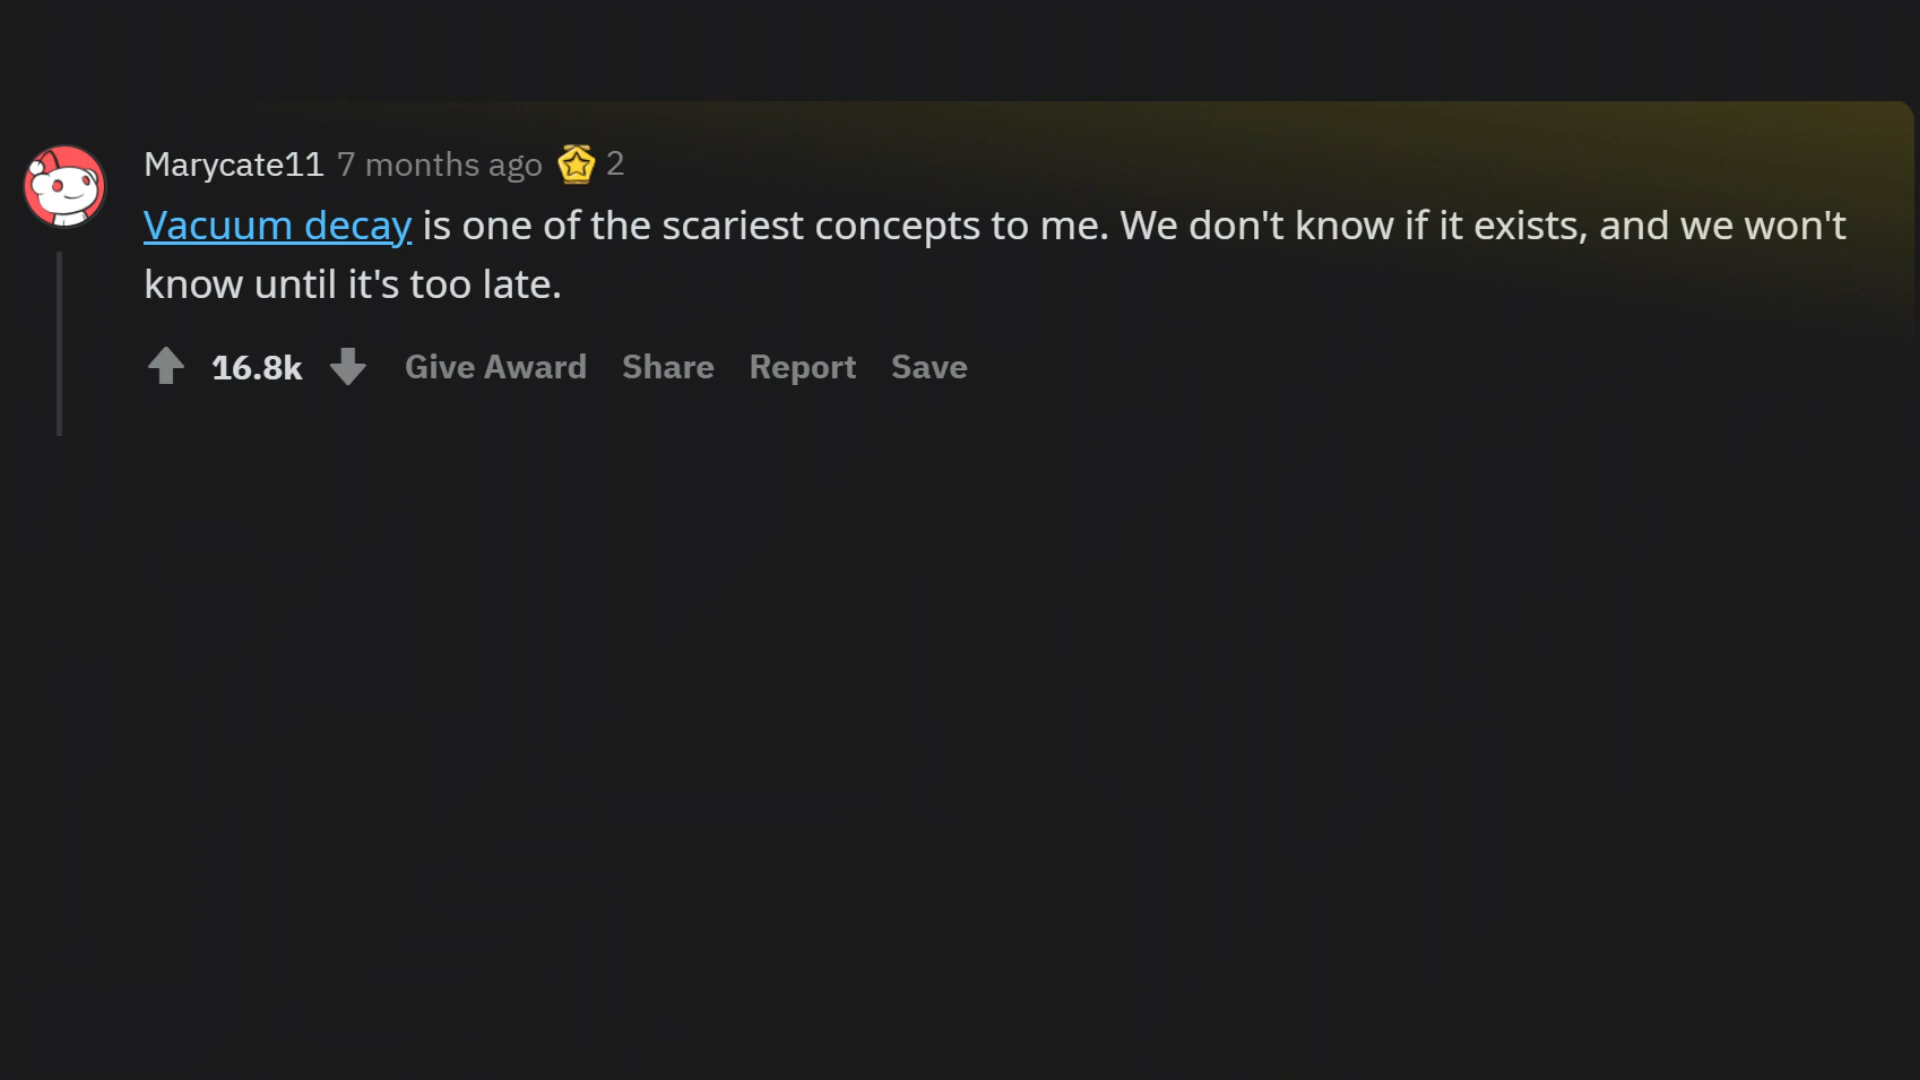 Marycate11 7 months ago 2
Vacuum decay is one of the scariest concepts to me. We don't know if it exists, and we won't
know until it's too late.
16.8k Give Award Share Report Save